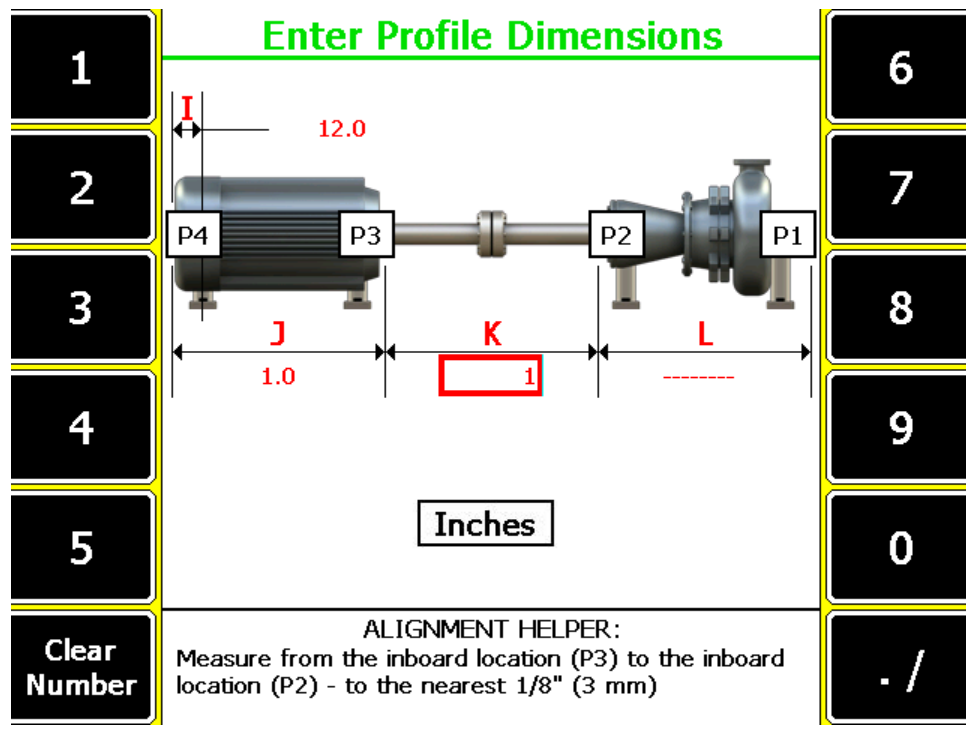 Enter Profile Dimensions
1
2
3
4
5
Clear
Number
I
12.0
P4
P3
P2
P1
J
K
L
1.0
1
--------
Inches
ALIGNMENT HELPER:
Measure from the inboard location (P3) to the inboard
location (P2) - to the nearest 1/8" (3 mm)
6
7
8
9
0
. /